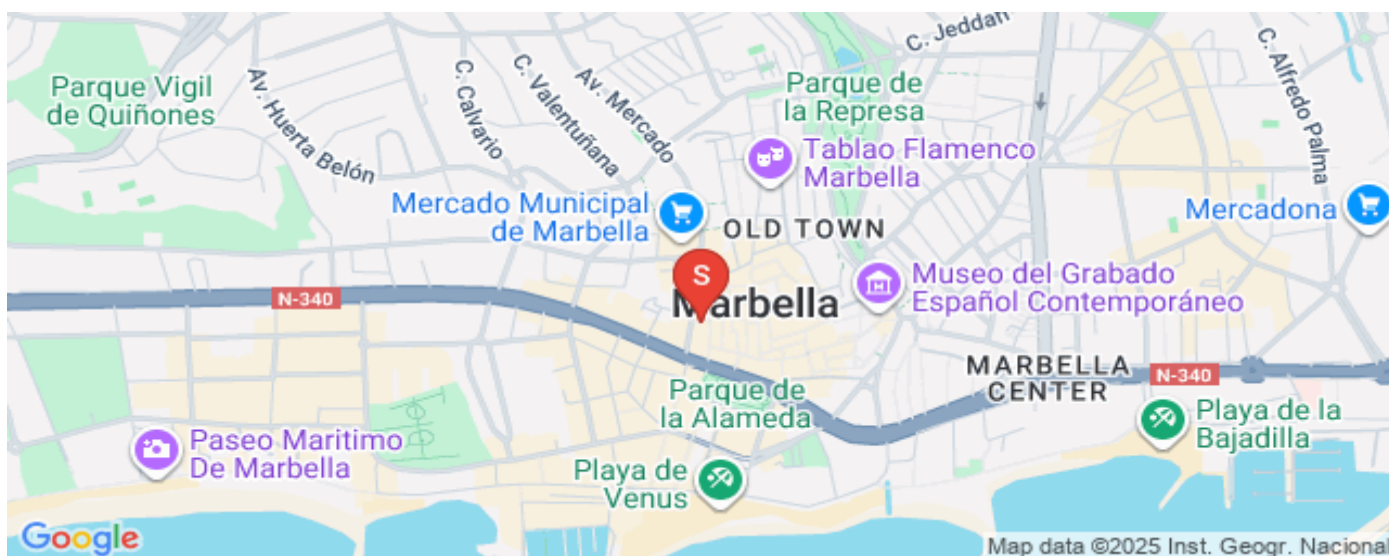 C. Jeddah
Parque Vigil
de Quiñones
Av. Huerta Belón
C. Calvario
C. Valentuñana
Av. Mercado
Parque de
la Represa
C. Alfredo Palma
Tablao Flamenco
Marbella
Mercado Municipal
de Marbella
OLD TOWN
Mercadona
S
Marbella
Museo del Grabado
Español Contemporáneo
N-340
MARBELLA
CENTER
N-340
Parque de
la Alameda
Paseo Maritimo
De Marbella
Playa de
Venus
Playa de la
Bajadilla
Google
Map data ©2025 Inst. Geogr. Nacional